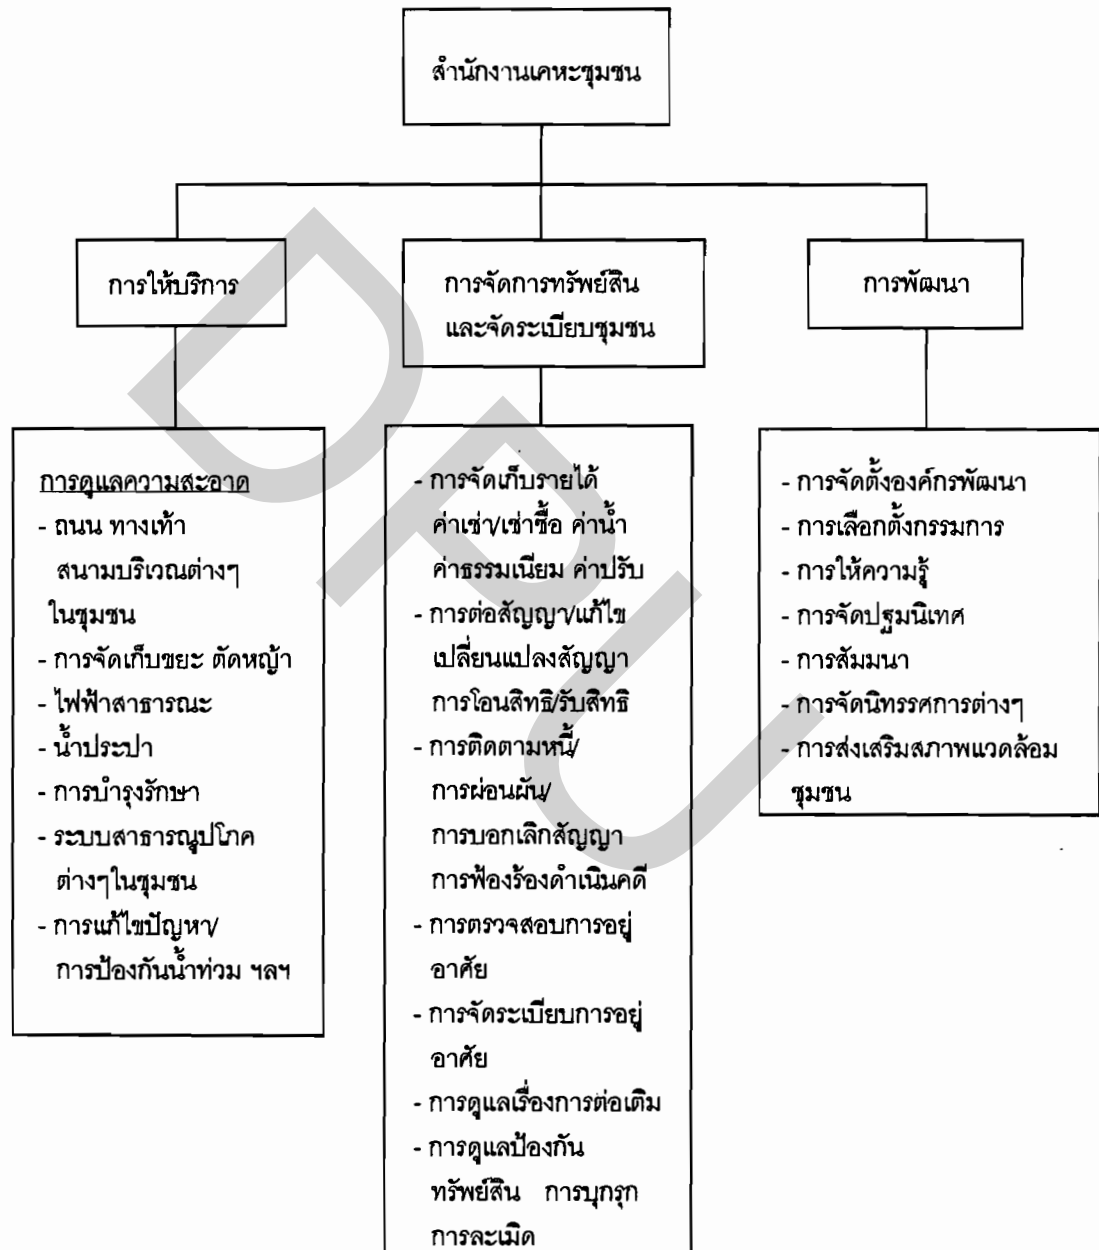 สำนักงานเคหะชุมชน
การให้บริการ
การจัดการทรัพย์สิน
และจัดระเบียบชุมชน
การพัฒนา
การดูแลความสะอาด
- ถนน ทางเท้า
สนามบริเวณต่างๆ
ในชุมชน
- การจัดเก็บขยะ ตัดหญ้า
- ไฟฟ้าสาธารณะ
- น้ำประปา
- การบำรุงรักษา
- ระบบสาธารณูปโภค
ต่างๆในชุมชน
- การแก้ไขปัญหา/
การป้องกันน้ำท่วม ฯลฯ
- การจัดเก็บรายได้
ค่าเช่า/เช่าซื้อ ค่าน้ำ
ค่าธรรมเนียม ค่าปรับ
- การต่อสัญญา/แก้ไข
เปลี่ยนแปลงสัญญา
การโอนสิทธิ/รับสิทธิ
- การติดตามหนี้/
การผ่อนผัน/
การบอกเลิกสัญญา
การฟ้องร้องดำเนินคดี
- การตรวจสอบการอยู่
อาศัย
- การจัดระเบียบการอยู่
อาศัย
- การดูแลเรื่องการต่อเติม
- การดูแลป้องกัน
ทรัพย์สิน การบุกรุก
การละเมิด
- การจัดตั้งองค์กรพัฒนา
- การเลือกตั้งกรรมการ
- การให้ความรู้
- การจัดปฐมนิเทศ
- การสัมมนา
- การจัดนิทรรศการต่างๆ
- การส่งเสริมสภาพแวดล้อม
ชุมชน
DPU